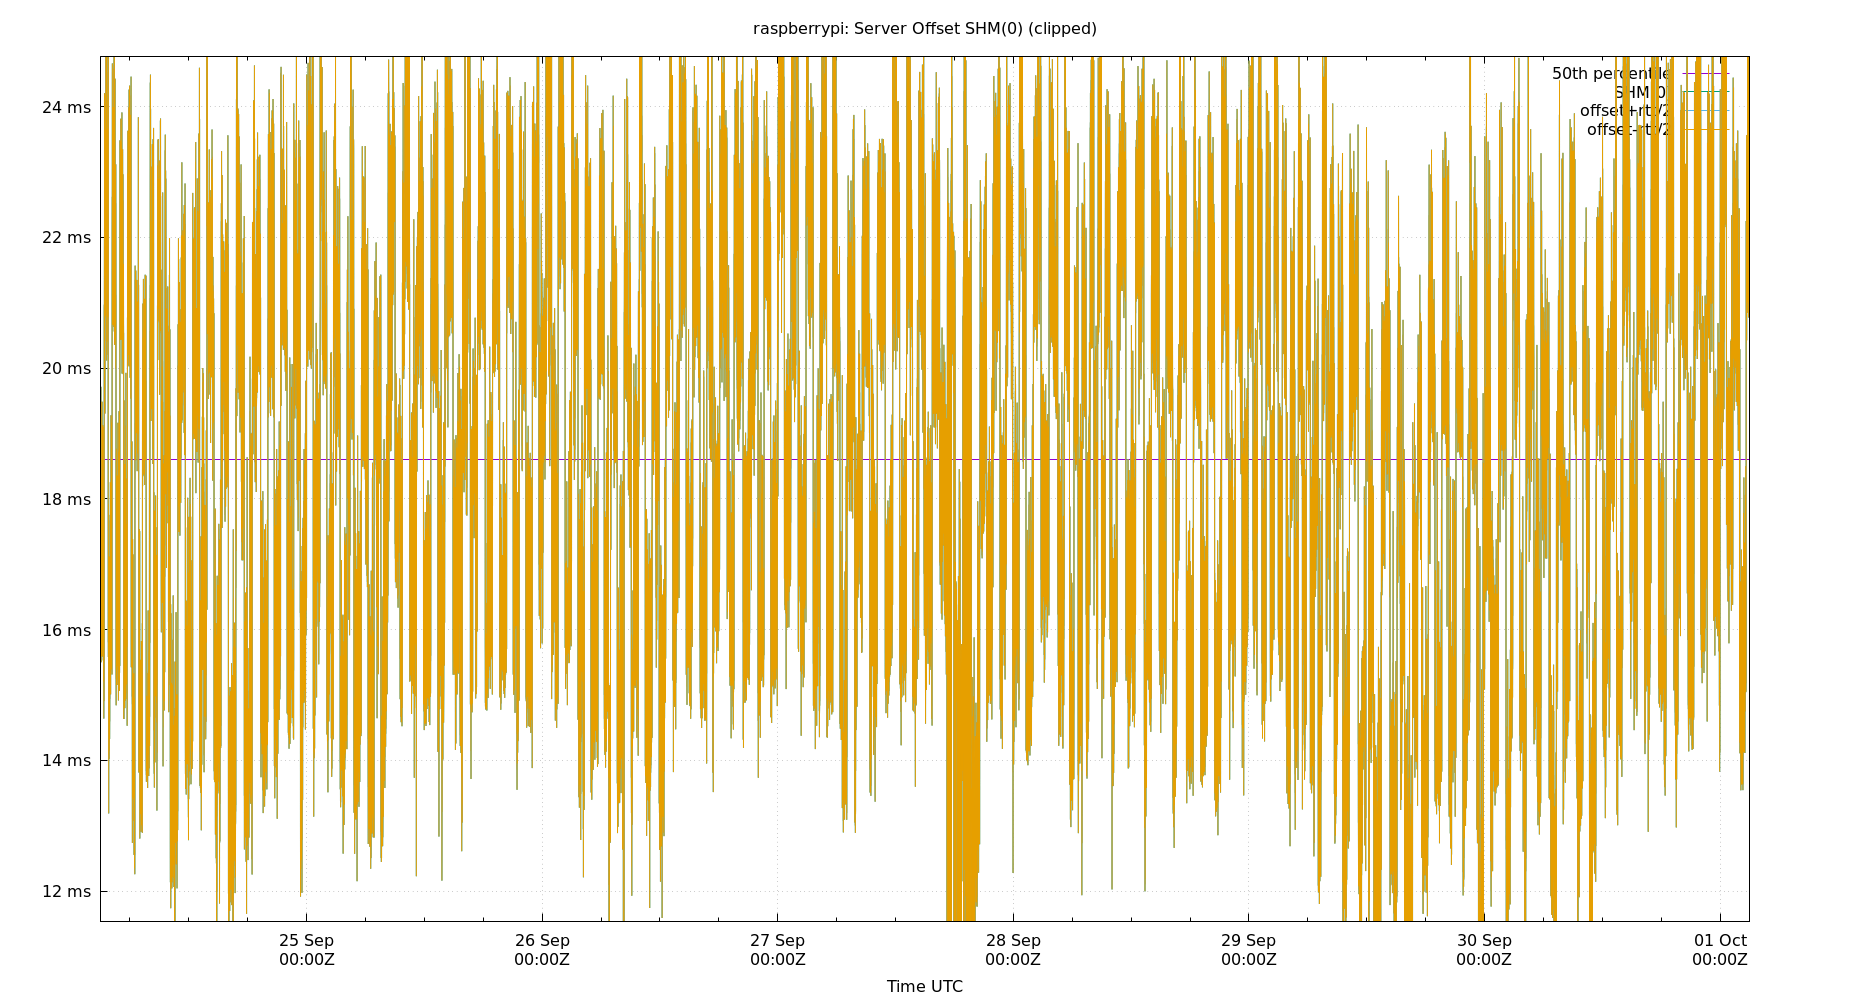 raspberrypi: Server Offset SHM(0) (clipped)
50th percentile
SHM(0)
offset+rtt/2
offset-rtt/2
24 ms
22 ms
20 ms
18 ms
16 ms
14 ms
12 ms
25 Sep 26 Sep 27 Sep 28 Sep 29 Sep 30 Sep 01 Oct
00:00Z 00:00Z 00:00Z 00:00Z 00:00Z 00:00Z 00:00Z
Time UTC